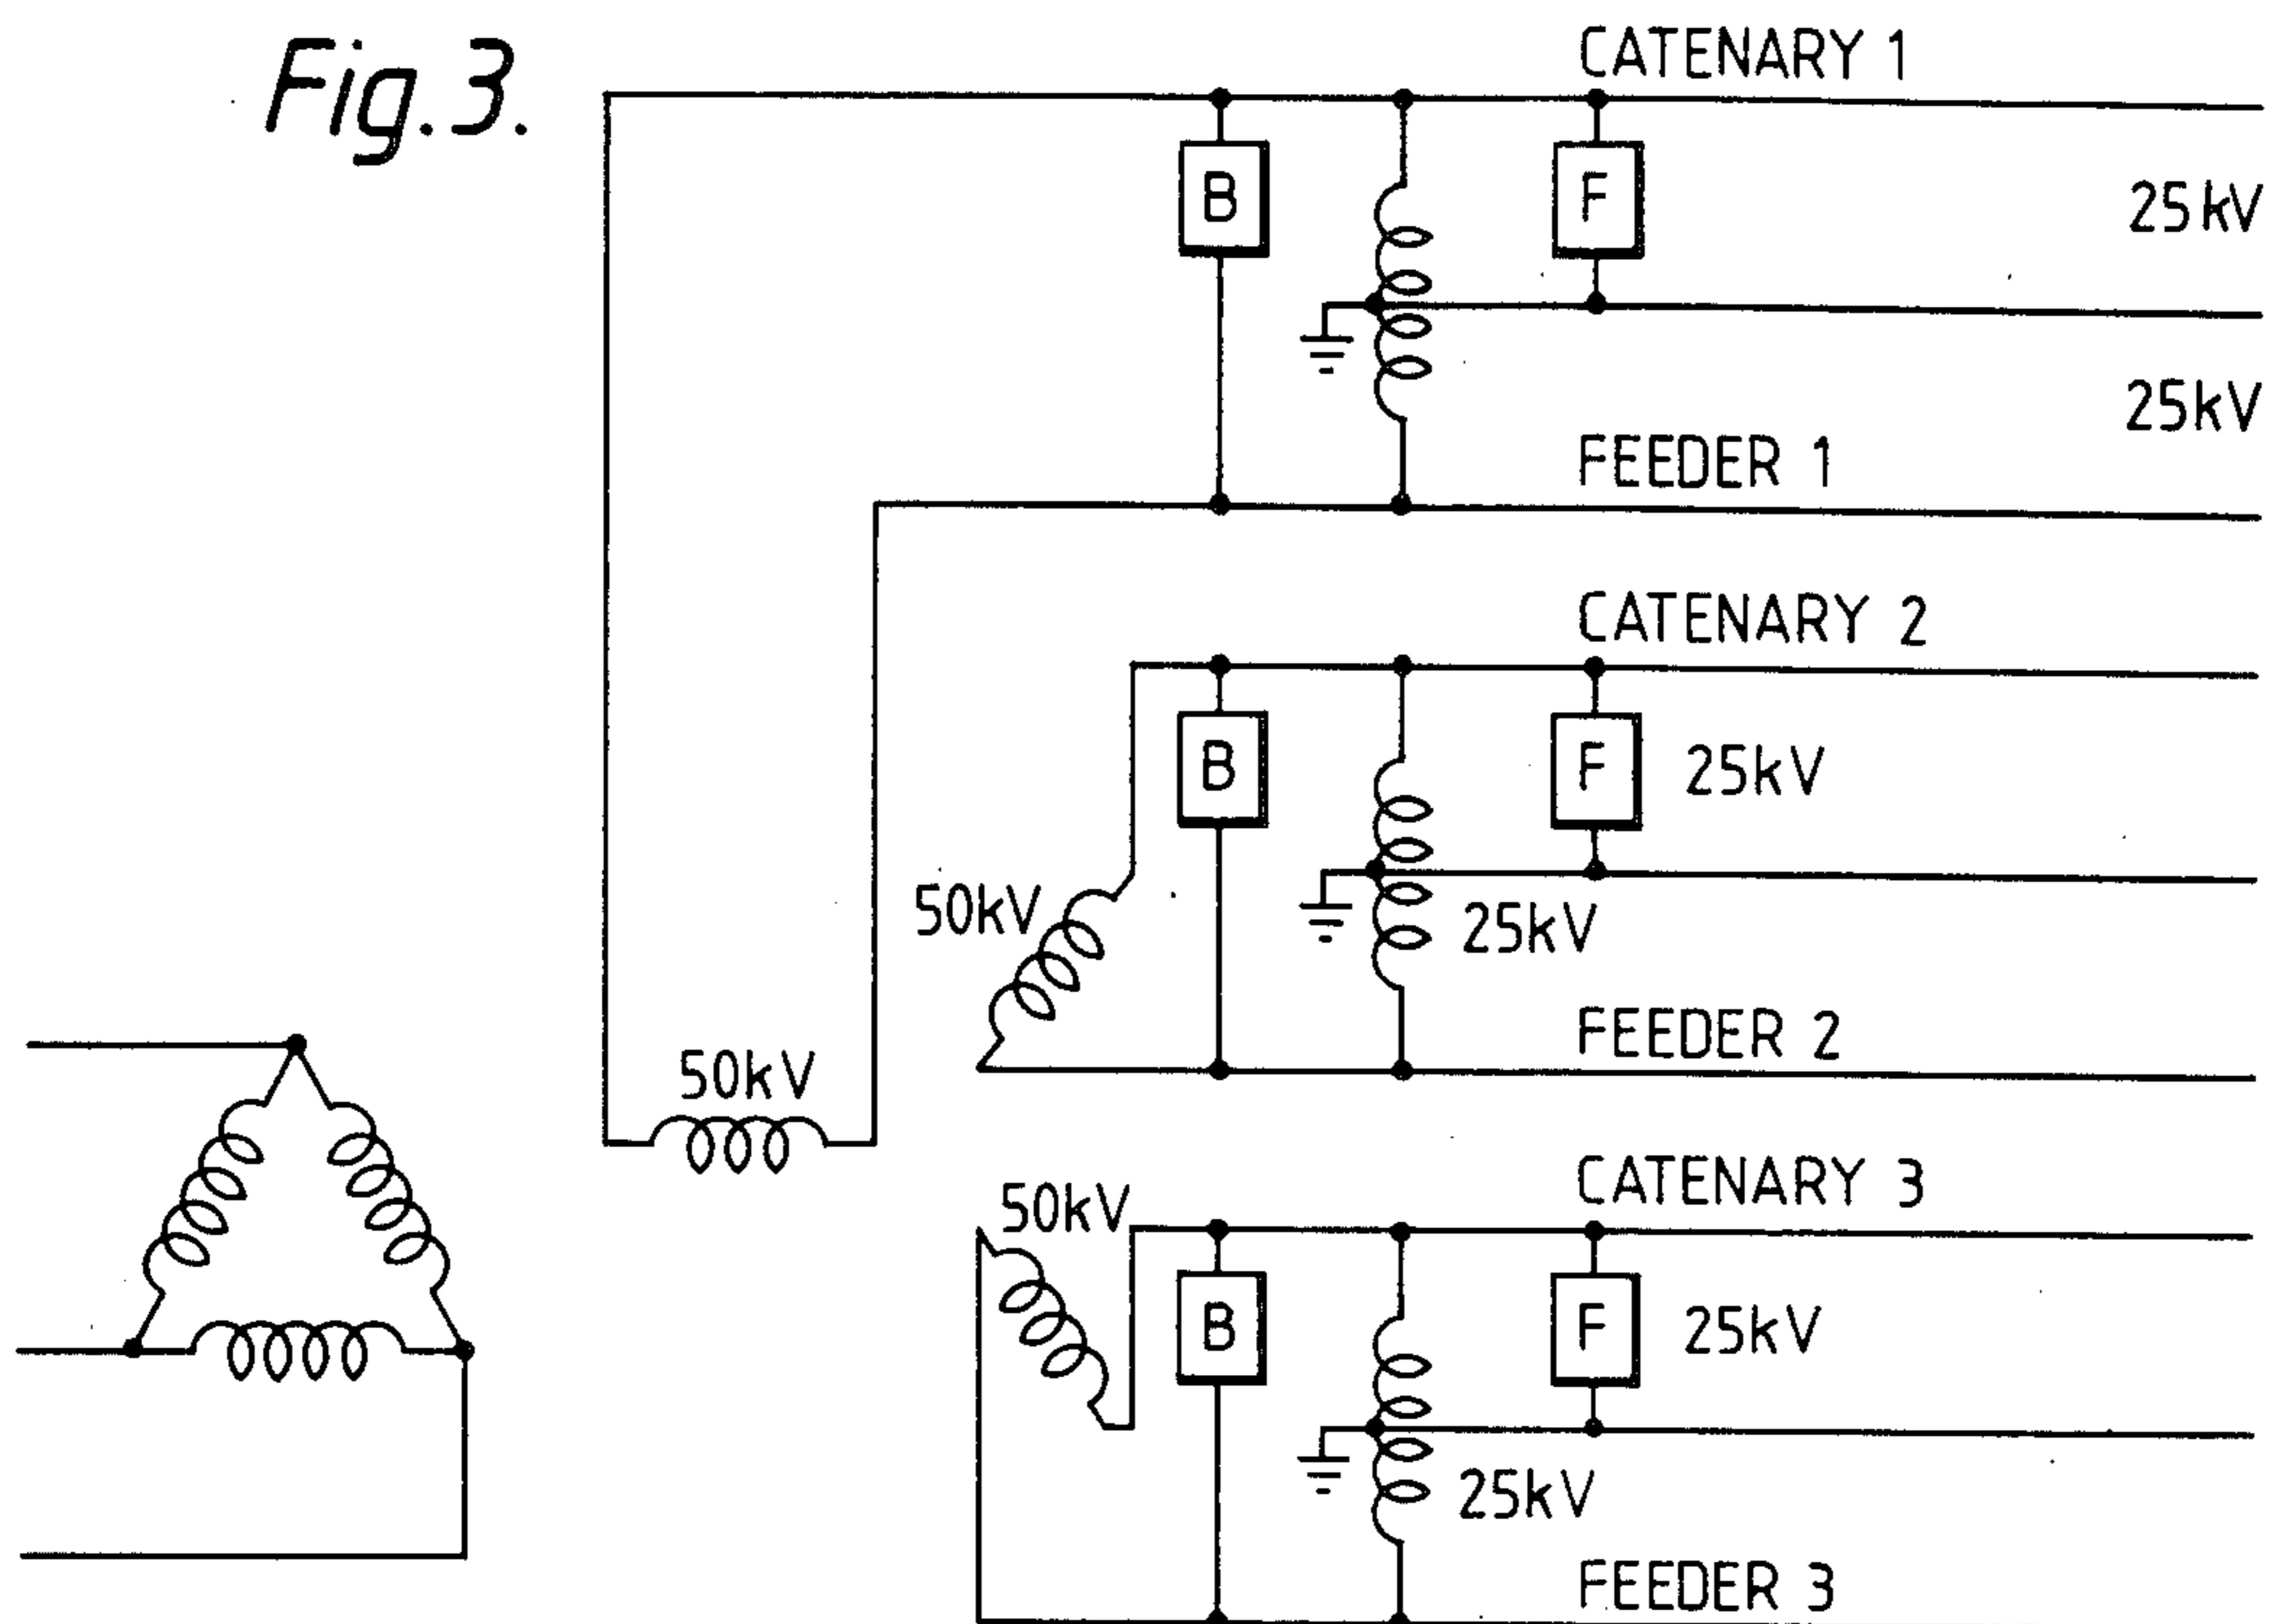 Fig.3.
CATENARY 1
B
F
25kV
25kV
FEEDER 1
CATENARY 2
B
F
25kV
50kV
25kV
FEEDER 2
50kV
CATENARY 3
50kV
B
F
25kV
25kV
FEEDER 3